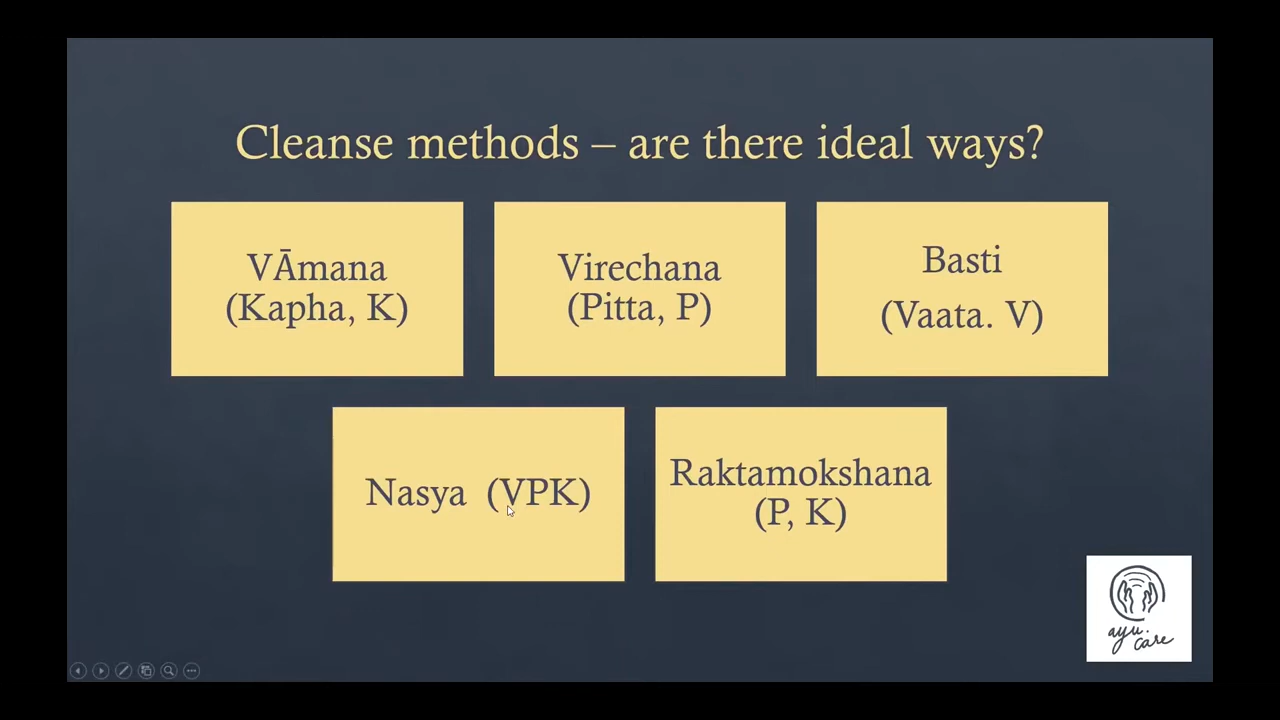 Cleanse methods – are there ideal ways?
VĀmana
(Kapha, K)
Virechana
(Pitta, P)
Basti
(Vaata. V)
Nasya (VPK)
Raktamokshana
(P, K)
ayu.
care